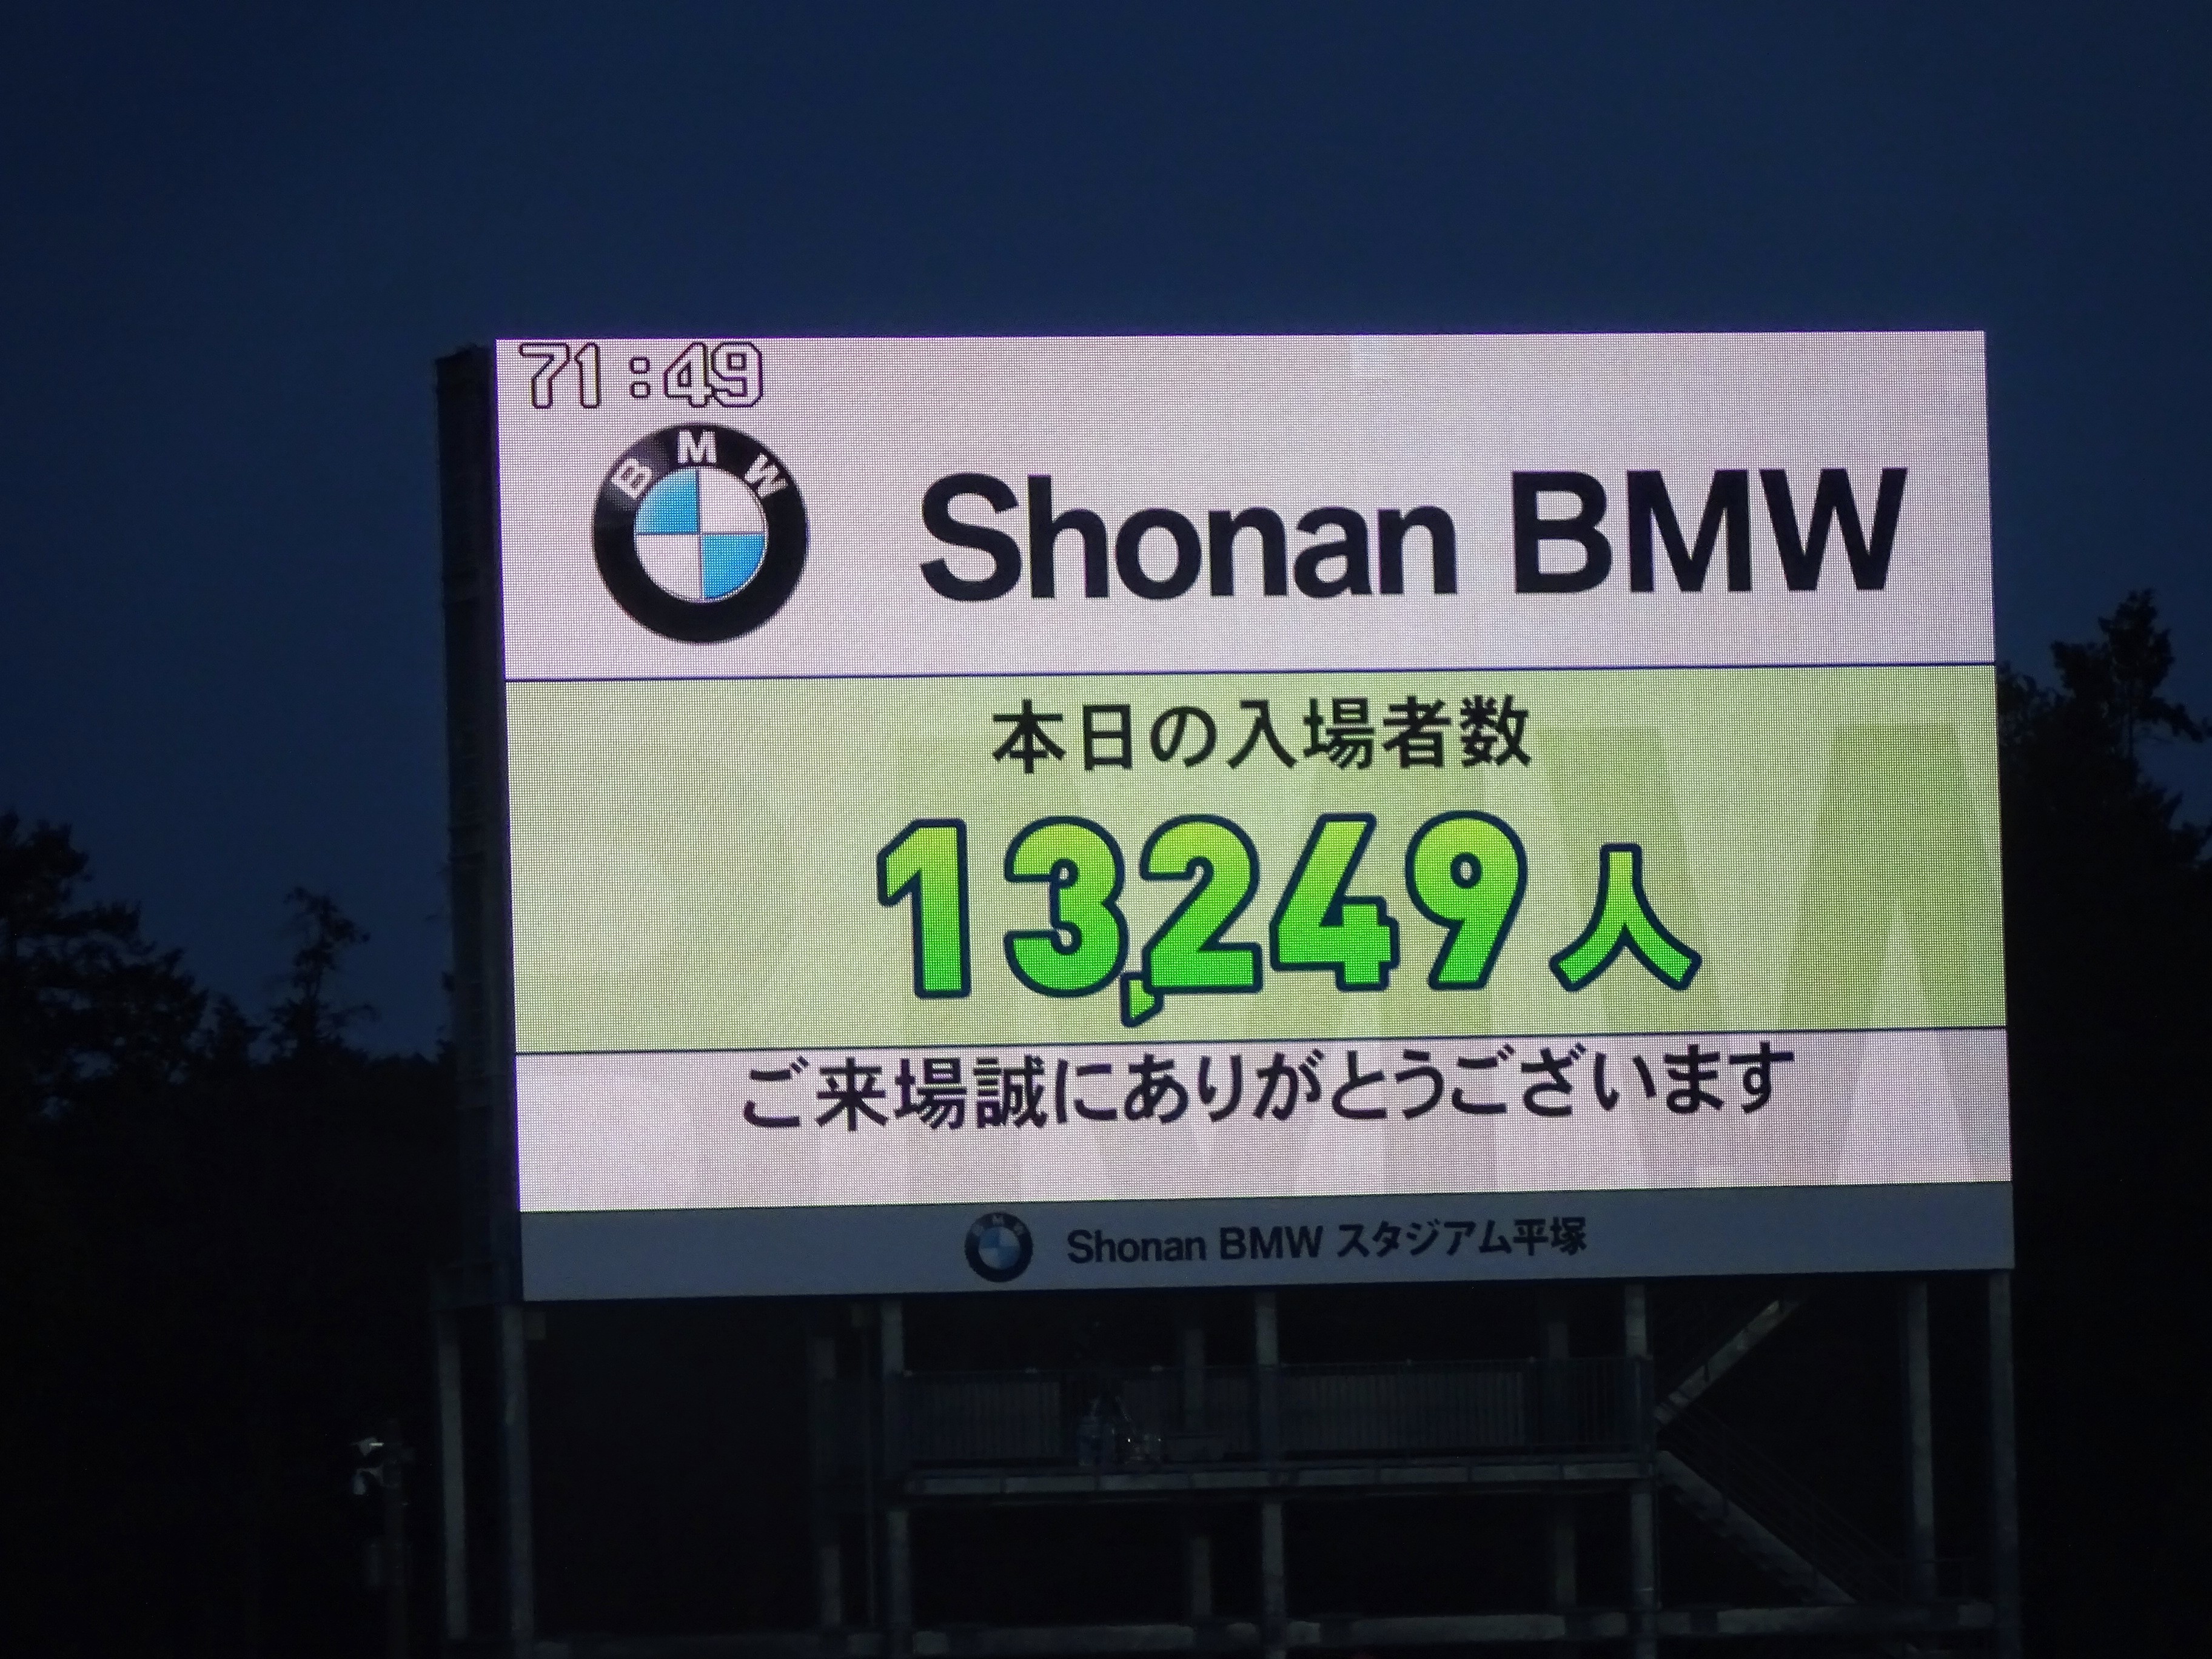 71:49
BMW
Shonan BMW
本日の入場者数
13,249人
ご来場誠にありがとうございます
BMW
Shonan BMW スタジアム平塚